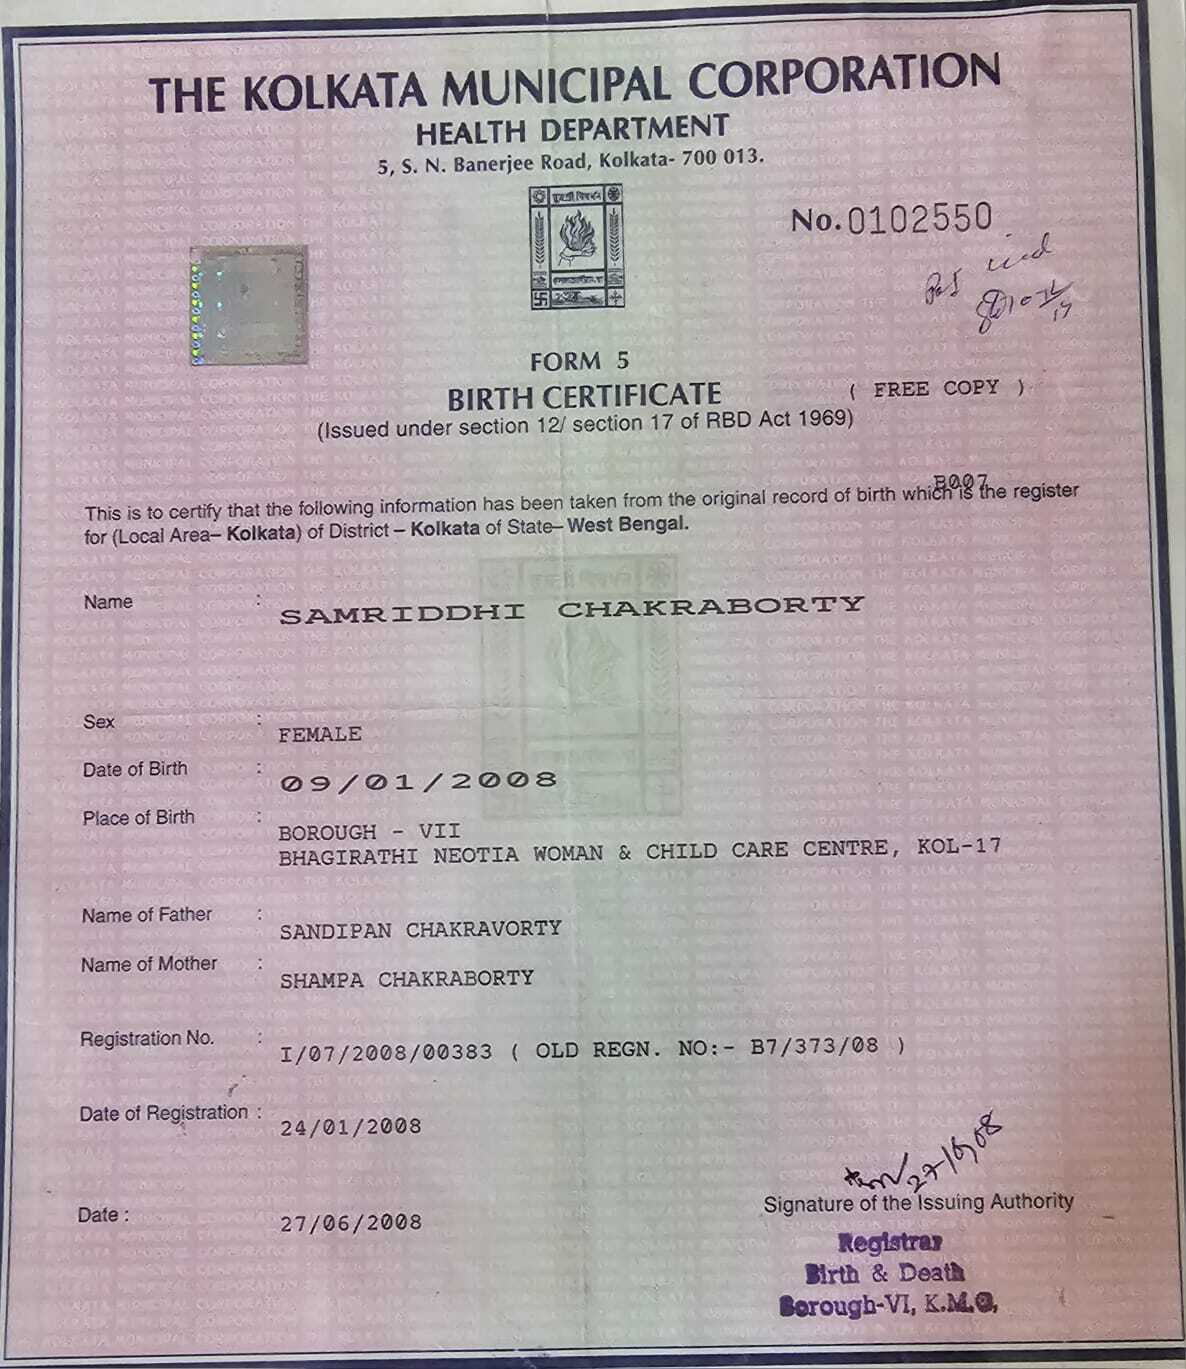 THE KOLKATA MUNICIPAL CORPORATION
HEALTH DEPARTMENT
5, S. N. Banerjee Road, Kolkata- 700 013.
No.0102550
FORM 5
BIRTH CERTIFICATE ( FREE COPY )
(Issued under section 12/ section 17 of RBD Act 1969)
B007
This is to certify that the following information has been taken from the original record of birth which is the register
for (Local Area– Kolkata) of District – Kolkata of State– West Bengal.
Name : SAMRIDDHI CHAKRABORTY
Sex : FEMALE
Date of Birth : 09/01/2008
Place of Birth : BOROUGH - VII
BHAGIRATHI NEOTIA WOMAN & CHILD CARE CENTRE, KOL-17
Name of Father : SANDIPAN CHAKRAVORTY
Name of Mother : SHAMPA CHAKRABORTY
Registration No. : I/07/2008/00383 ( OLD REGN. NO:- B7/373/08 )
Date of Registration : 24/01/2008
Date : 27/06/2008
Signature of the Issuing Authority
Registrar
Birth & Death
Borough-VI, K.M.C,